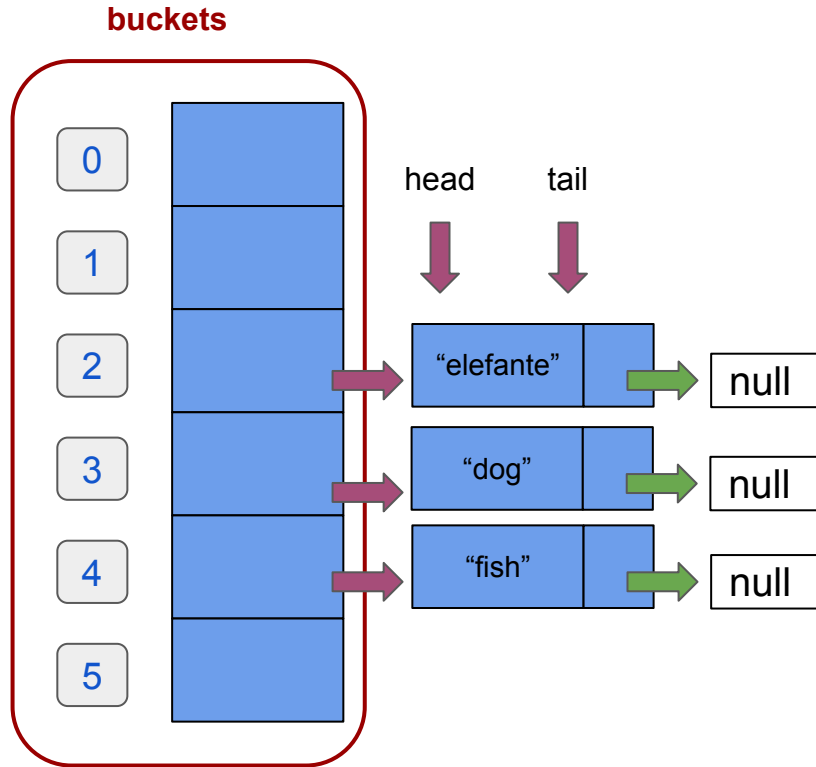 buckets
head tail
0
1
2 “elefante” null
3 “dog” null
4 “fish” null
5